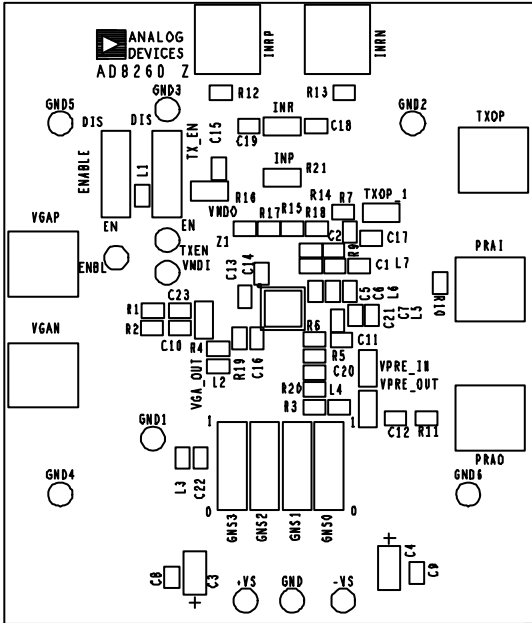 ANALOG
DEVICES
AD8260 Z
INRP
INRN
R12
R13
GND5
DIS
GND3
INR
GND2
TXOP
C19
C18
TX_EN
C15
ENABLE
L1
INP
R21
VGAP
R16
VMDO
R14
R7
TXOP_1
EN
EN
Z1
R17
R15
R18
C2
R9
C17
PRAI
ENBL
TXEN
VMDI
C13
C14
C1
L7
R10
R1
C23
C5
C6
L6
VGAN
R2
C10
R4
VGA_OUT
L2
R19
C16
R6
C21
C7
L5
C11
R5
C20
VPRE_IN
R20
VPRE_OUT
R3
L4
C12
R11
GND1
1
1
PRAO
GND4
L3
C22
GND6
0
0
GNS3
GNS2
GNS1
GNS0
C8
C3
+
+VS
GND
-VS
+
C4
C9